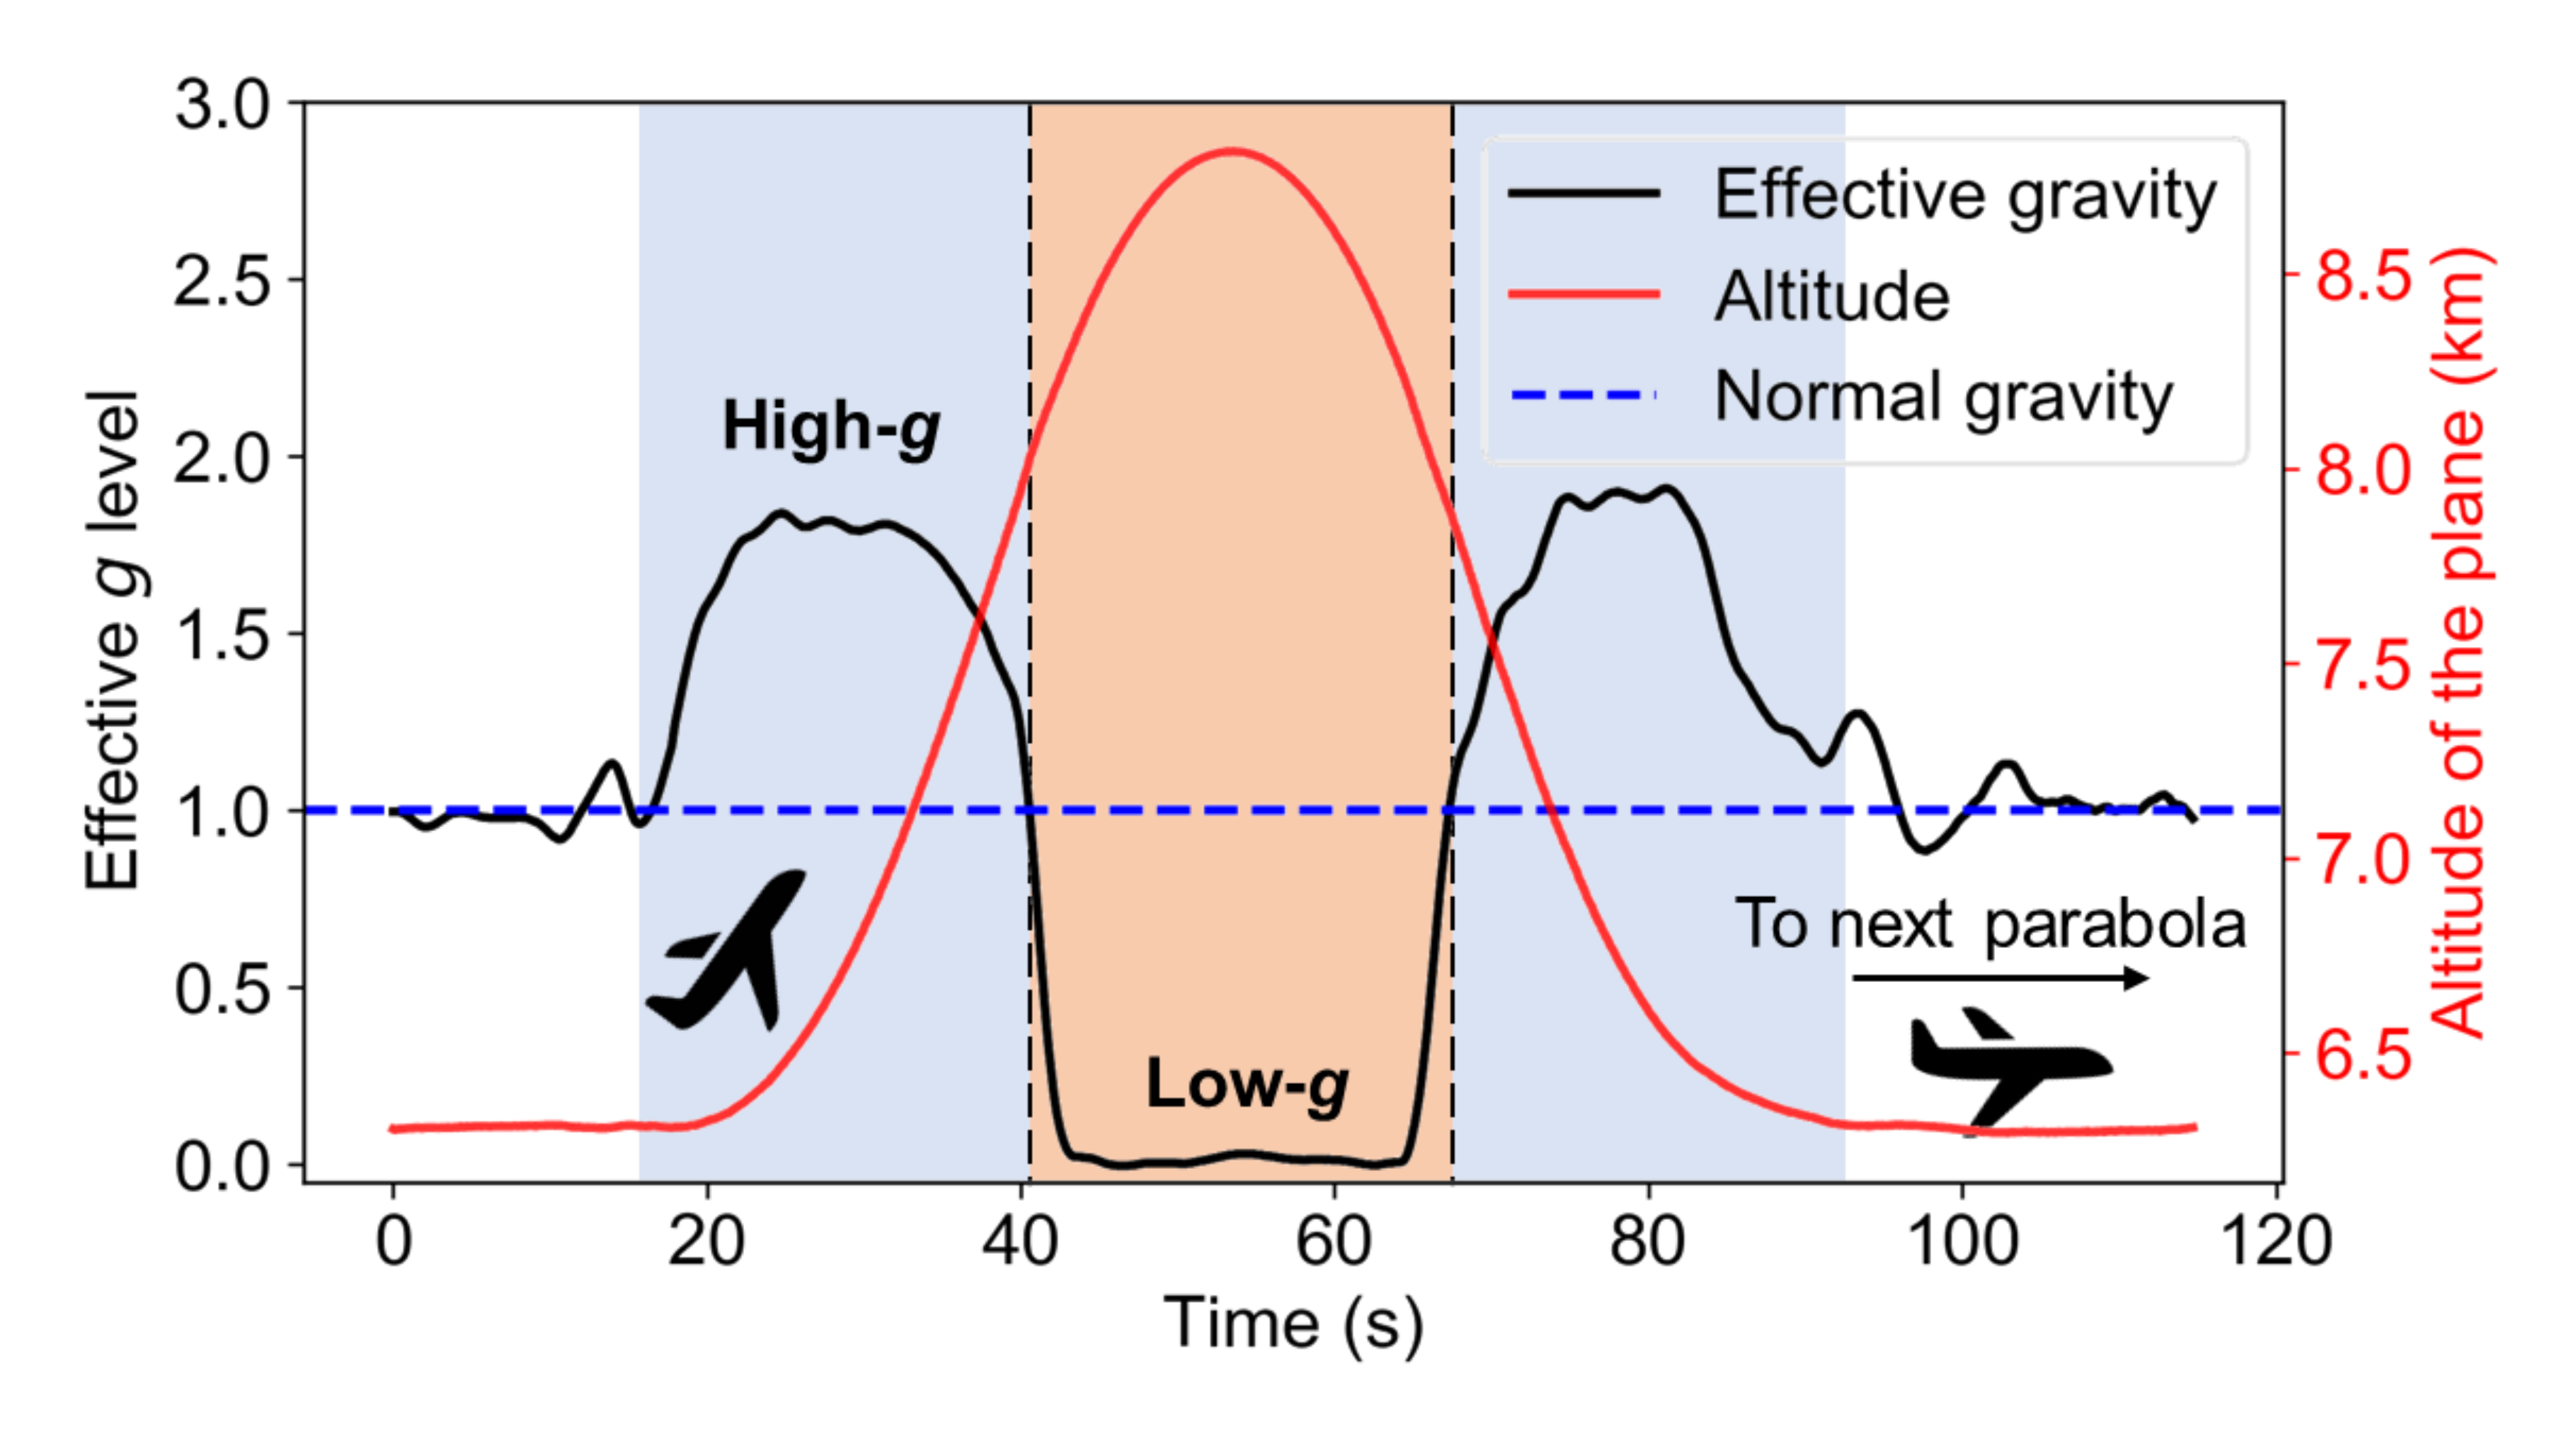 3.0
2.5
2.0
1.5
1.0
0.5
0.0
Effective g level
High-g
Low-g
Effective gravity
Altitude
Normal gravity
To next parabola
8.5
8.0
7.5
7.0
6.5
Altitude of the plane (km)
0 20 40 60 80 100 120
Time (s)